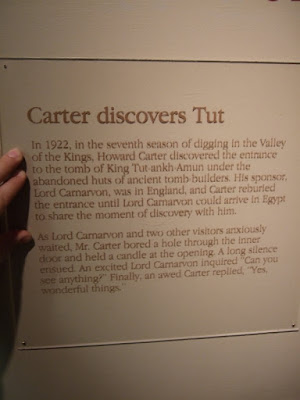 Carter discovers Tut
In 1922, in the seventh season of digging in the Valley
of the Kings, Howard Carter discovered the entrance
to the tomb of King Tut-ankh-Amun under the
abandoned huts of ancient tomb-builders. His sponsor,
Lord Carnarvon, was in England, and Carter reburied
the entrance until Lord Carnarvon could arrive in Egypt
to share the moment of discovery with him.
As Lord Carnarvon and two other visitors anxiously
waited, Mr. Carter bored a hole through the inner
door and held a candle at the opening. A long silence
ensued. An excited Lord Carnarvon inquired "Can you
see anything?" Finally, an awed Carter replied, "Yes,
wonderful things."